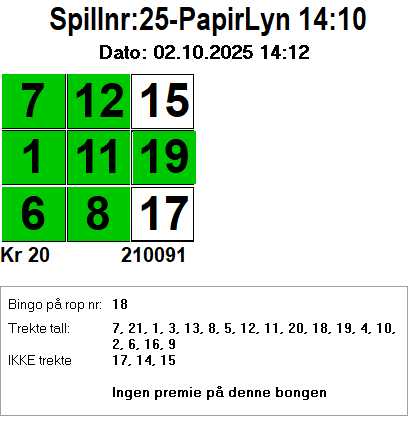 Spillnr:25-PapirLyn 14:10
Dato: 02.10.2025 14:12
7 12 15
1 11 19
6 8 17
Kr 20 210091
Bingo på rop nr: 18
Trekte tall: 7, 21, 1, 3, 13, 8, 5, 12, 11, 20, 18, 19, 4, 10,
2, 6, 16, 9
IKKE trekte 17, 14, 15
Ingen premie på denne bongen